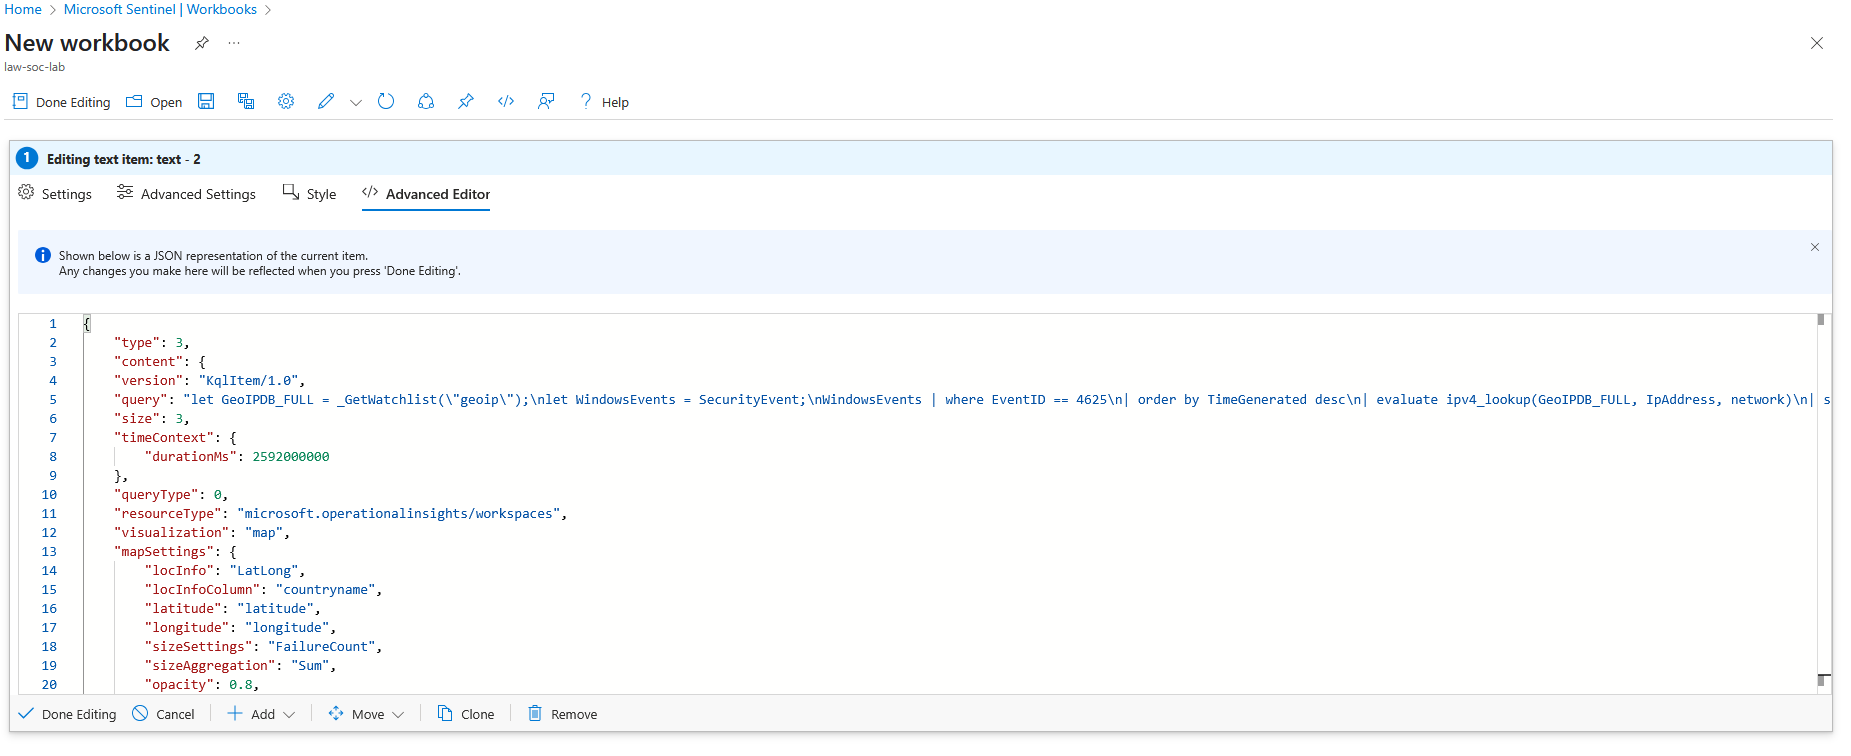 Home > Microsoft Sentinel | Workbooks >
New workbook
law-soc-lab
Done Editing Open Help
1 Editing text item: text - 2
Settings Advanced Settings Style Advanced Editor
Shown below is a JSON representation of the current item.
Any changes you make here will be reflected when you press 'Done Editing'.
1 {
2 "type": 3,
3 "content": {
4 "version": "KqlItem/1.0",
5 "query": "let GeoIPDB_FULL = _GetWatchlist(\"geoip\");\nlet WindowsEvents = SecurityEvent;\nWindowsEvents | where EventID == 4625\n| order by TimeGenerated desc\n| evaluate ipv4_lookup(GeoIPDB_FULL, IpAddress, network)\n| s
6 "size": 3,
7 "timeContext": {
8 "durationMs": 2592000000
9 },
10 "queryType": 0,
11 "resourceType": "microsoft.operationalinsights/workspaces",
12 "visualization": "map",
13 "mapSettings": {
14 "locInfo": "LatLong",
15 "locInfoColumn": "countryname",
16 "latitude": "latitude",
17 "longitude": "longitude",
18 "sizeSettings": "FailureCount",
19 "sizeAggregation": "Sum",
20 "opacity": 0.8,
Done Editing Cancel Add Move Clone Remove